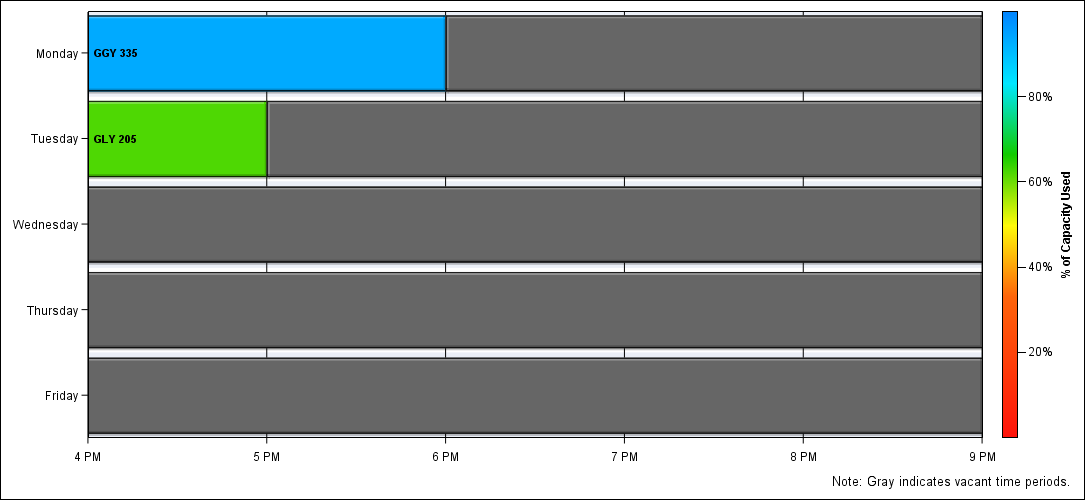 Monday
GGY 335
Tuesday
GLY 205
Wednesday
Thursday
Friday
4 PM 5 PM 6 PM 7 PM 8 PM 9 PM
80%
60%
40%
20%
% of Capacity Used
Note: Gray indicates vacant time periods.